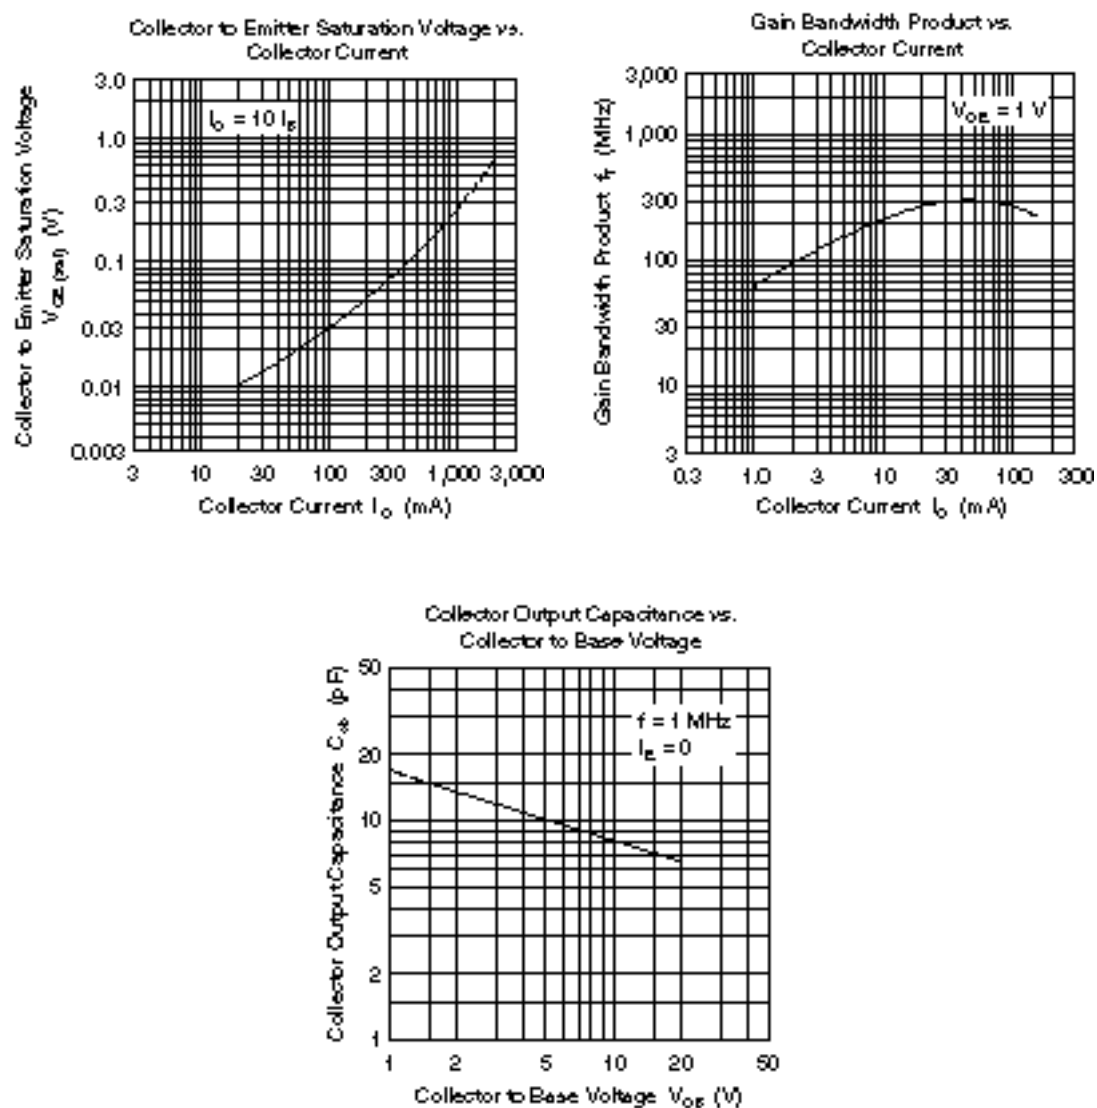 Collector to Emitter Saturation Voltage vs.
Collector Current
Collector to Emitter Saturation Voltage
V_CE (sat) (V)
3.0
1.0
0.3
0.1
0.03
0.01
0.003
I_C = 10 I_B
3 10 30 100 300 1,000 3,000
Collector Current I_C (mA)
Gain Bandwidth Product vs.
Collector Current
Gain Bandwidth Product f_T (MHz)
3,000
1,000
300
100
30
10
3
V_CE = 1 V
0.3 1.0 3 10 30 100 300
Collector Current I_C (mA)
Collector Output Capacitance vs.
Collector to Base Voltage
Collector Output Capacitance C_ob (pF)
50
20
10
5
2
1
f = 1 MHz
I_E = 0
1 2 5 10 20 50
Collector to Base Voltage V_CB (V)